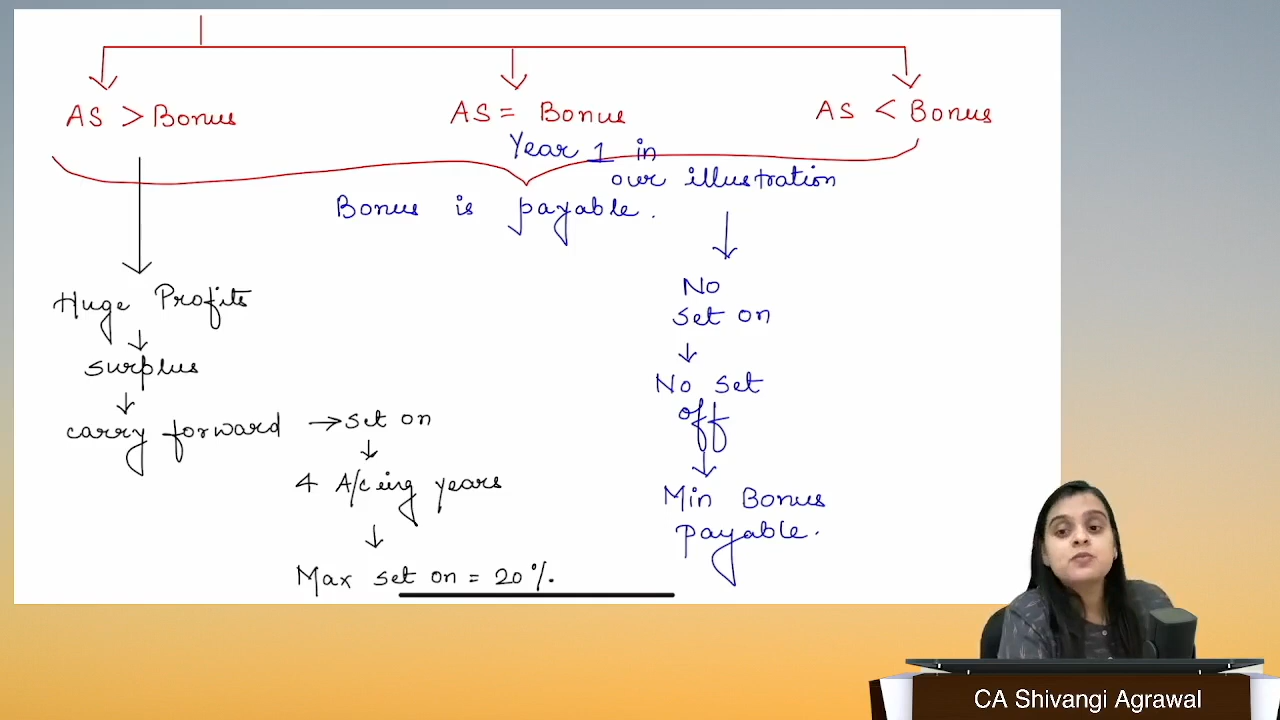 AS > Bonus
AS = Bonus
AS < Bonus
Year 1 in
our illustration
Bonus is payable.
Huge Profits
↓
surplus
↓
carry forward → set on
↓
4 A/cing years
↓
Max set on = 20%.
↓
No
set on
↓
No set
off
↓
Min Bonus
payable.
CA Shivangi Agrawal